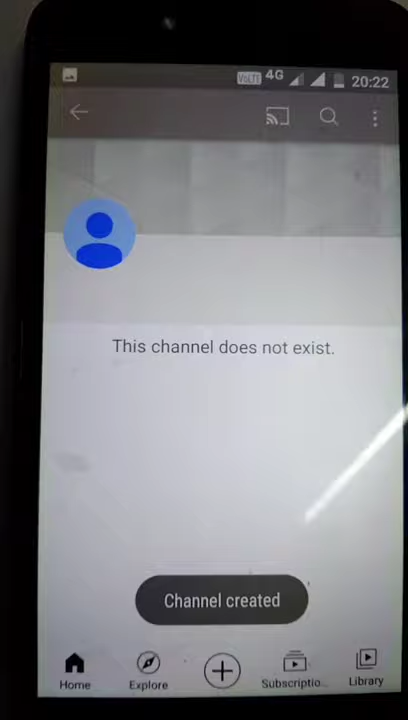 VoLTE 4G 20:22
This channel does not exist.
Channel created
Home Explore Subscriptio... Library